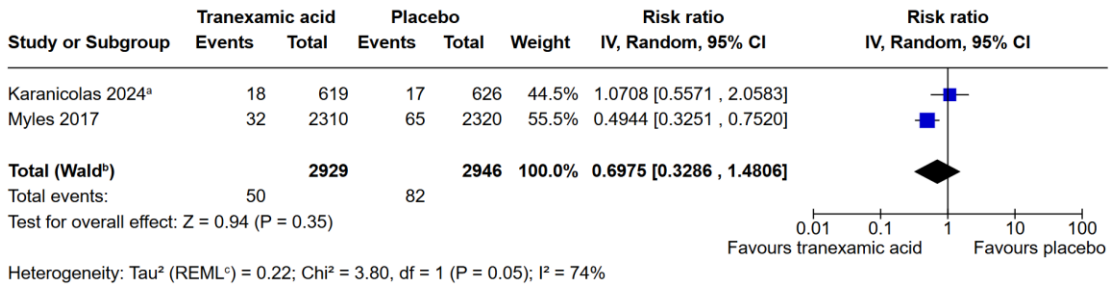 Tranexamic acid Placebo Risk ratio Risk ratio
Study or Subgroup Events Total Events Total Weight IV, Random, 95% CI IV, Random, 95% CI
Karanicolas 2024ᵃ 18 619 17 626 44.5% 1.0708 [0.5571 , 2.0583]
Myles 2017 32 2310 65 2320 55.5% 0.4944 [0.3251 , 0.7520]
Total (Waldᵇ) 2929 2946 100.0% 0.6975 [0.3286 , 1.4806]
Total events: 50 82
Test for overall effect: Z = 0.94 (P = 0.35)
0.01 0.1 1 10 100
Favours tranexamic acid Favours placebo
Heterogeneity: Tau² (REMLᶜ) = 0.22; Chi² = 3.80, df = 1 (P = 0.05); I² = 74%